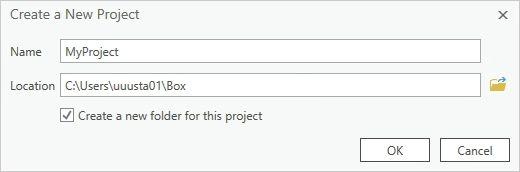 Create a New Project
Name MyProject
Location C:\Users\uuusta01\Box
Create a new folder for this project
OK Cancel